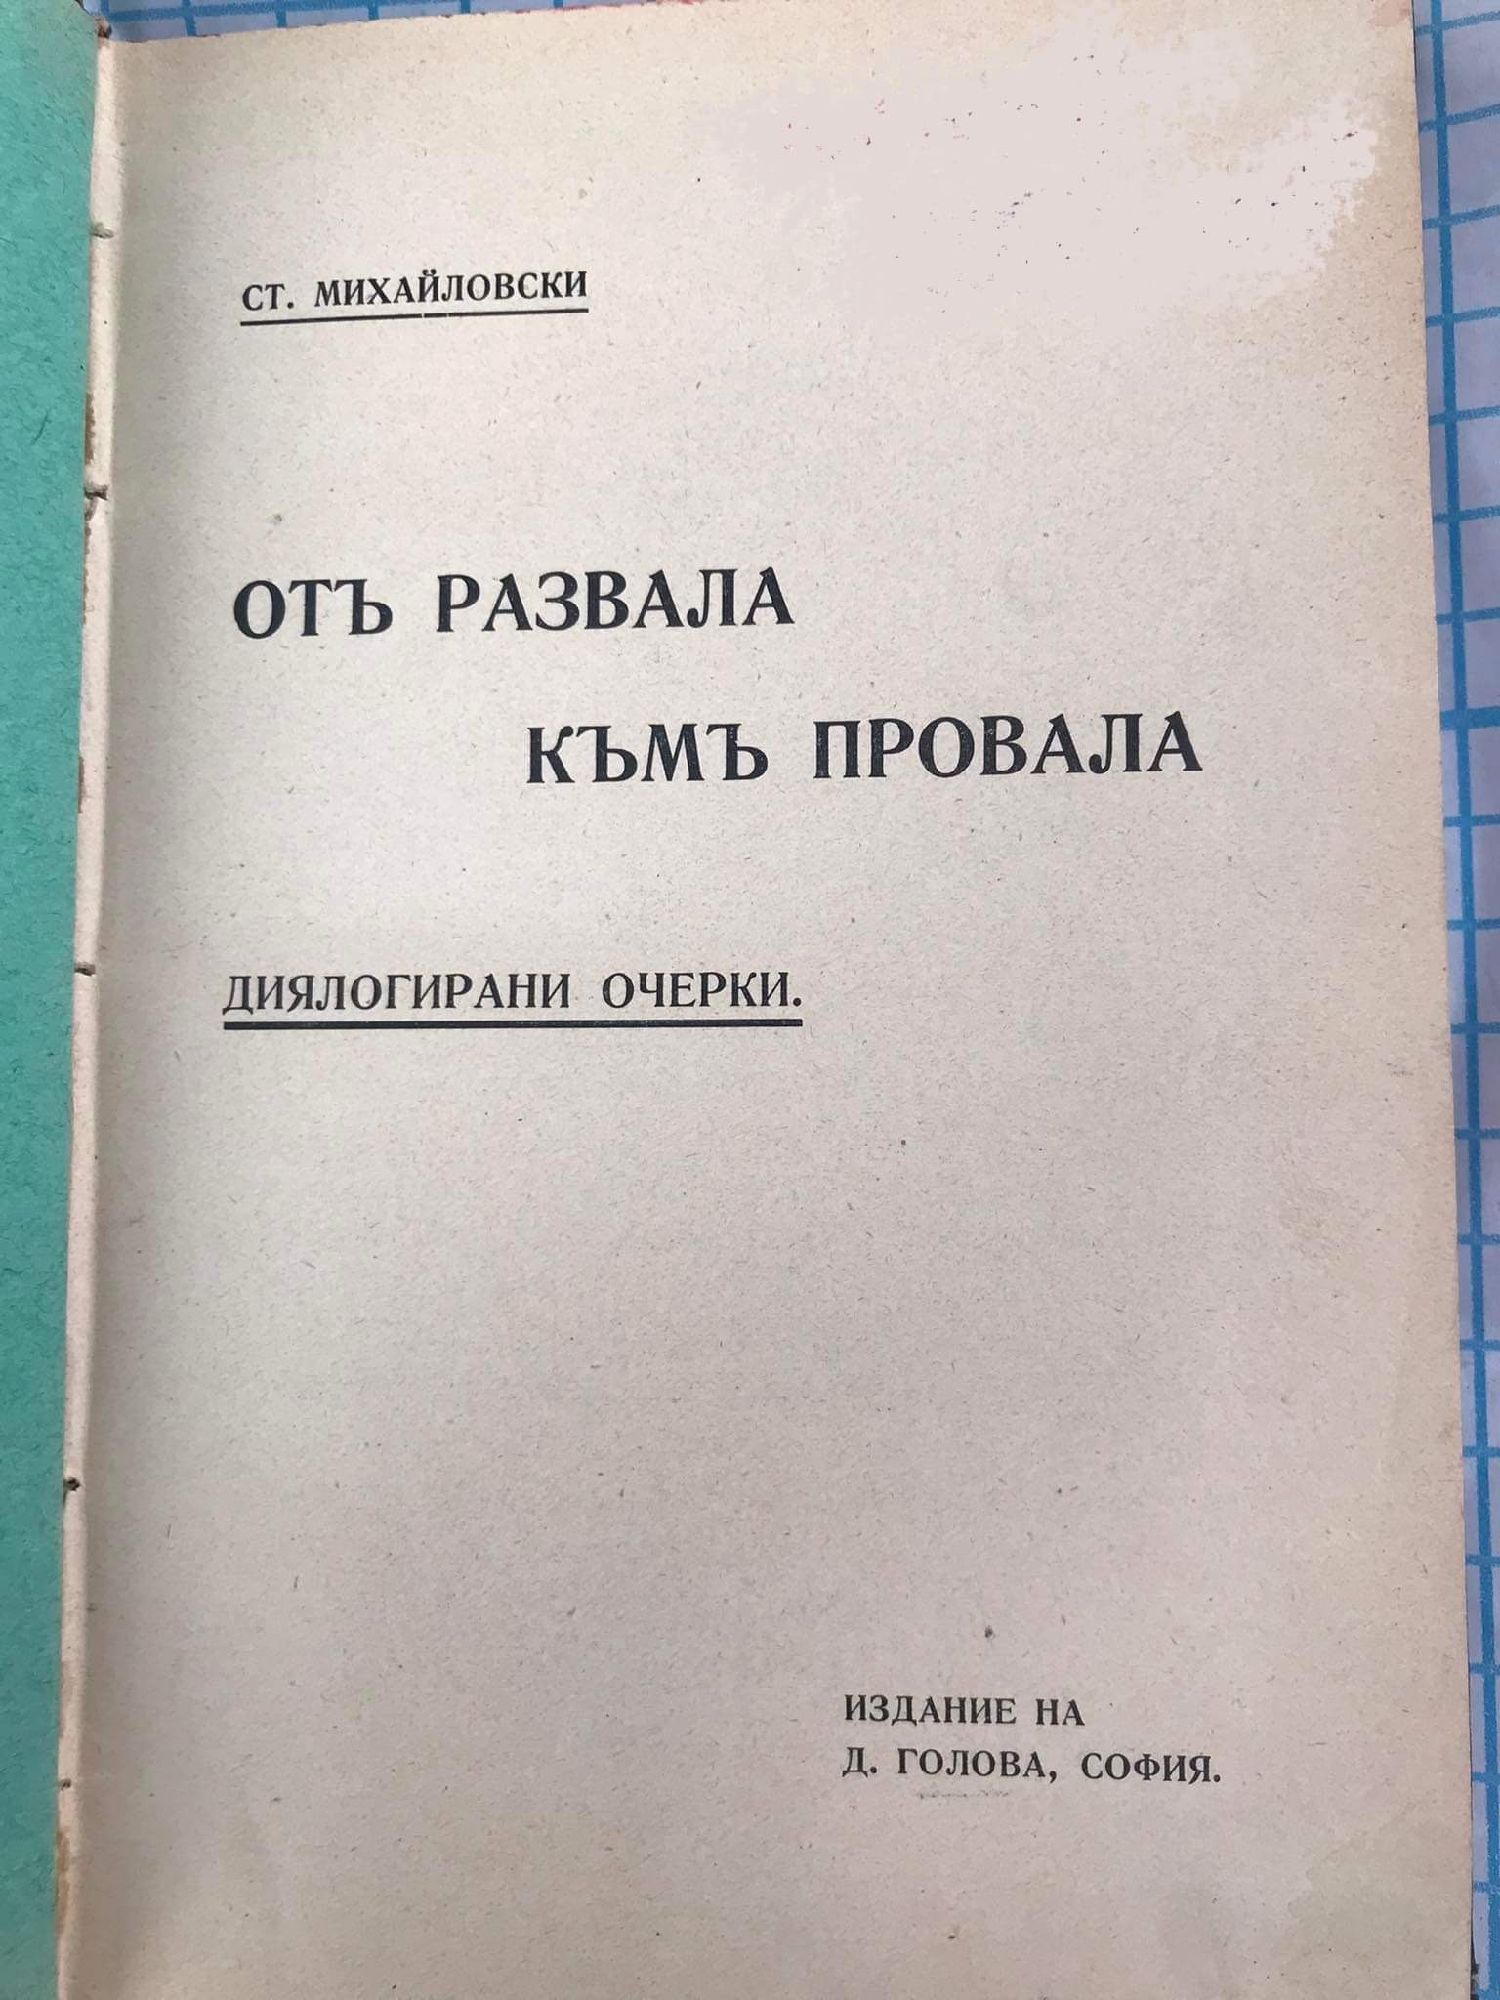 СТ. МИХАЙЛОВСКИ
ОТЪ РАЗВАЛА
КЪМЪ ПРОВАЛА
ДИЯЛОГИРАНИ ОЧЕРКИ.
ИЗДАНИЕ НА
Д. ГОЛОВА, СОФИЯ.